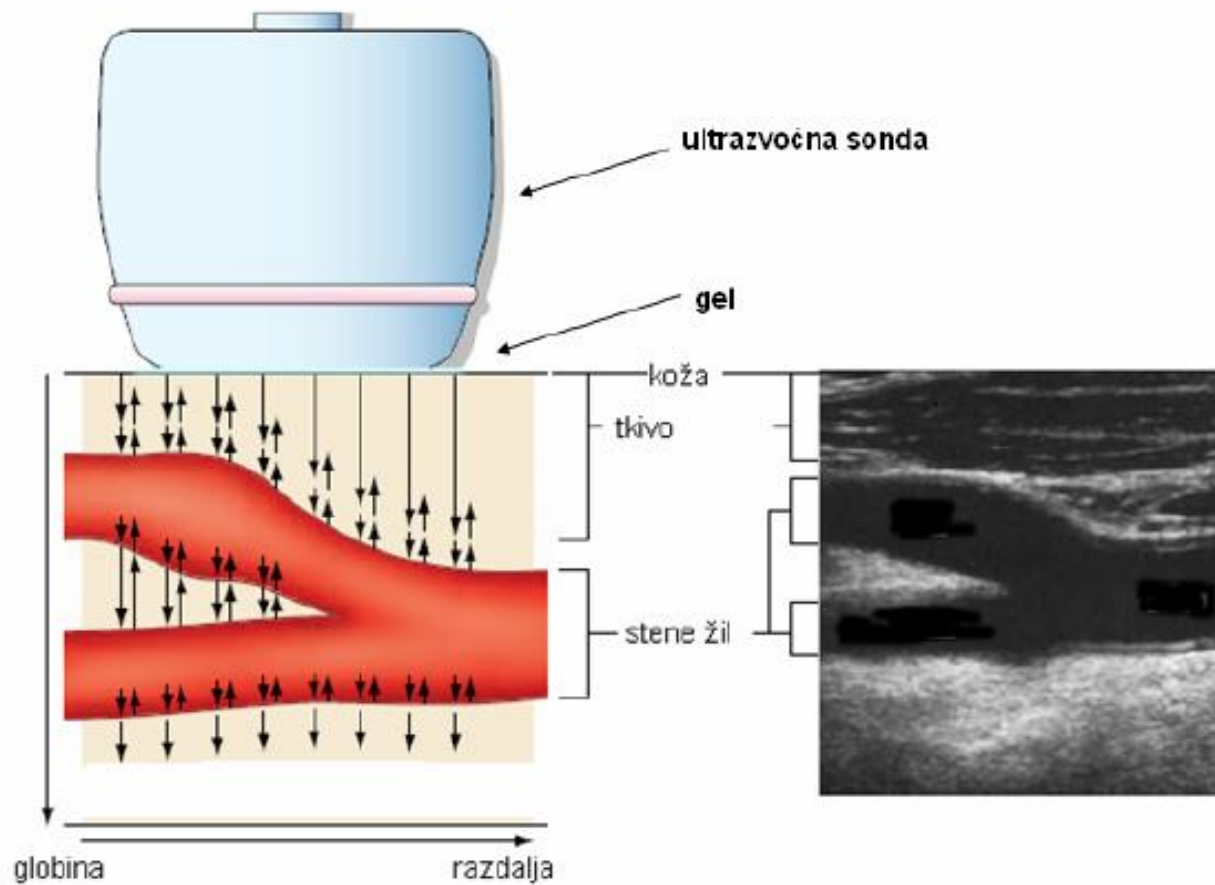 ultrazvočna sonda
gel
koža
tkivo
stene žil
globina
razdalja